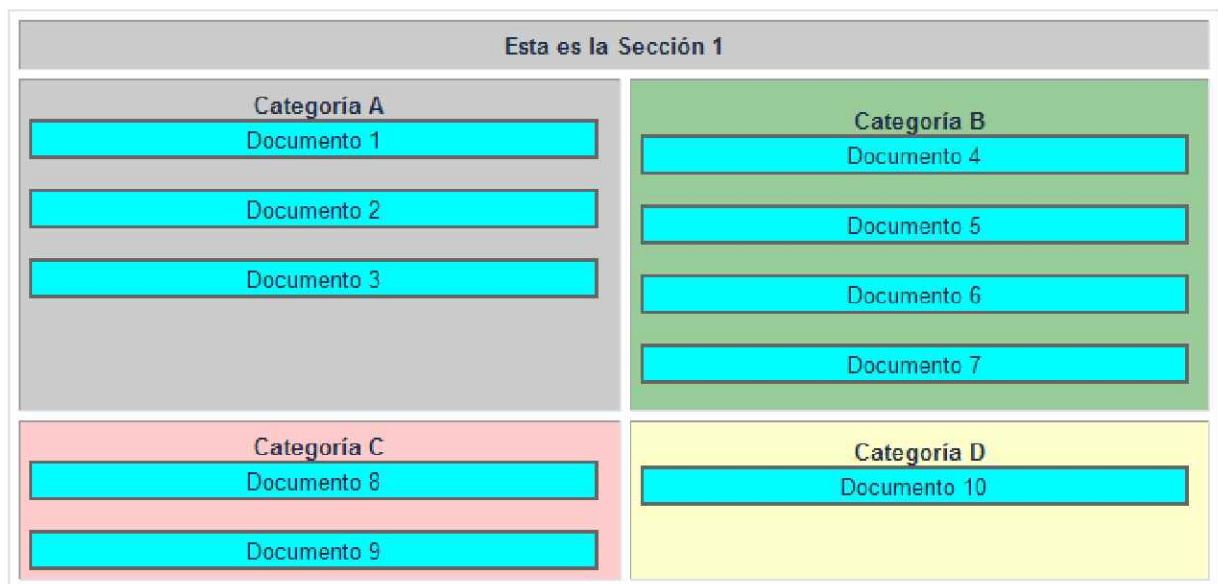 Esta es la Sección 1
Categoría A
Documento 1
Documento 2
Documento 3
Categoría B
Documento 4
Documento 5
Documento 6
Documento 7
Categoría C
Documento 8
Documento 9
Categoría D
Documento 10